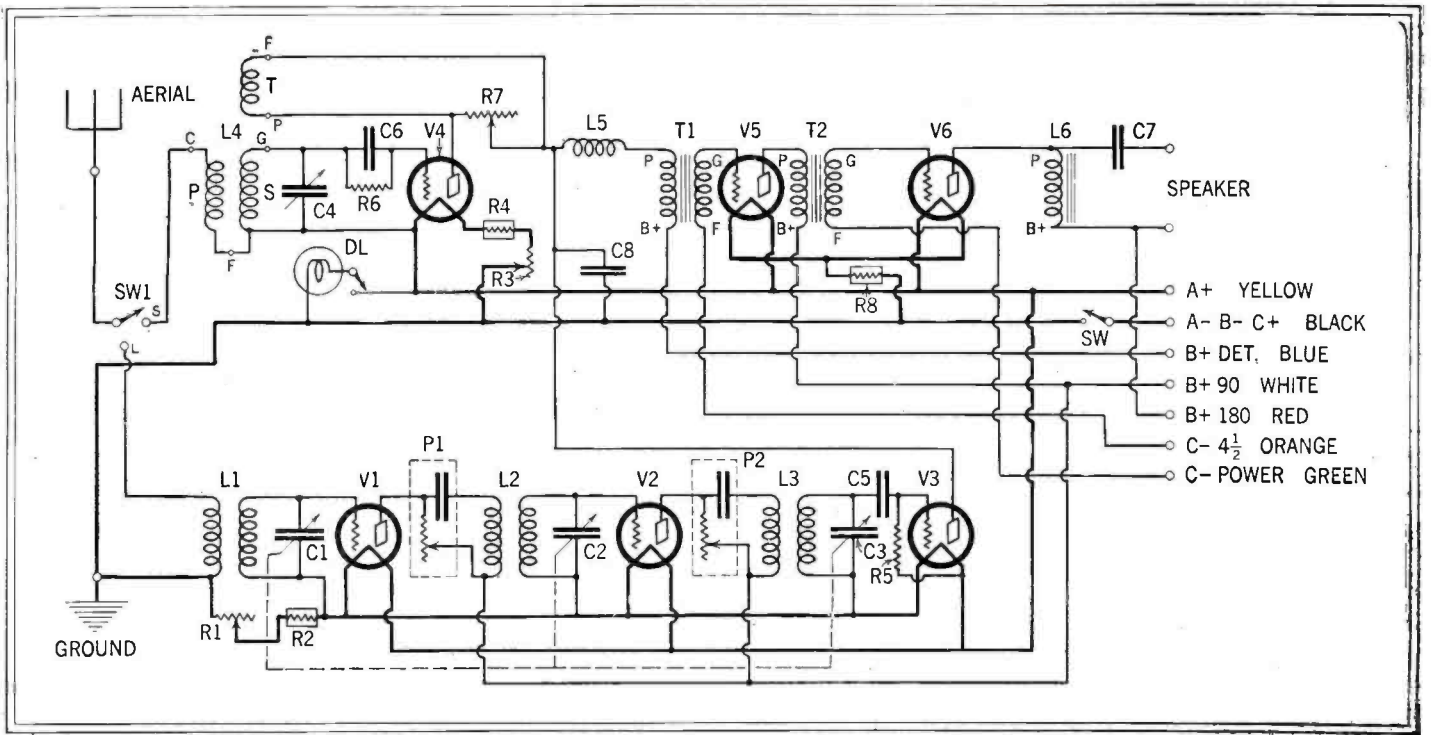 F
T
P
AERIAL
R7
C
L4
G
C6
V4
L5
T1
V5
T2
V6
L6
C7
P
G
P
G
P
P
S
C4
R6
SPEAKER
R4
F
DL
R3
C8
B+
F
B+
F
B+
SW1
S
L
R8
SW
A+ YELLOW
A- B- C+ BLACK
B+ DET. BLUE
B+ 90 WHITE
B+ 180 RED
C- 4 1/2 ORANGE
C- POWER GREEN
P1
P2
L1
V1
L2
V2
L3
C5
V3
C1
C2
C3
R5
R1
R2
GROUND